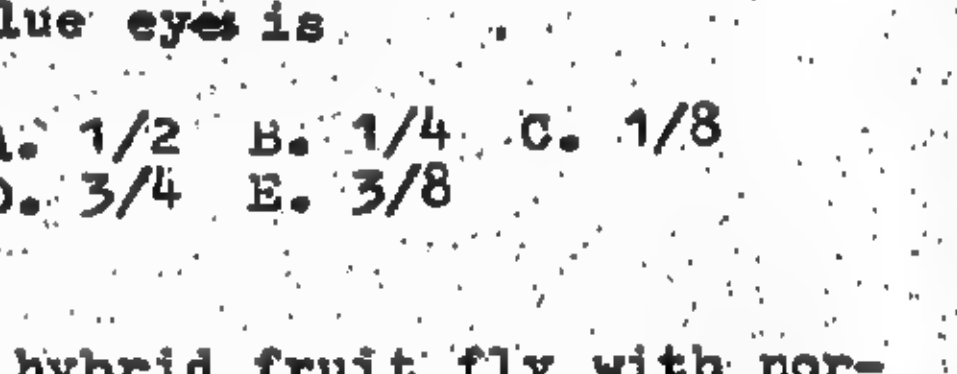 lue eyes is
A. 1/2 B. 1/4 C. 1/8
D. 3/4 E. 3/8
hybrid fruit fly with nor-